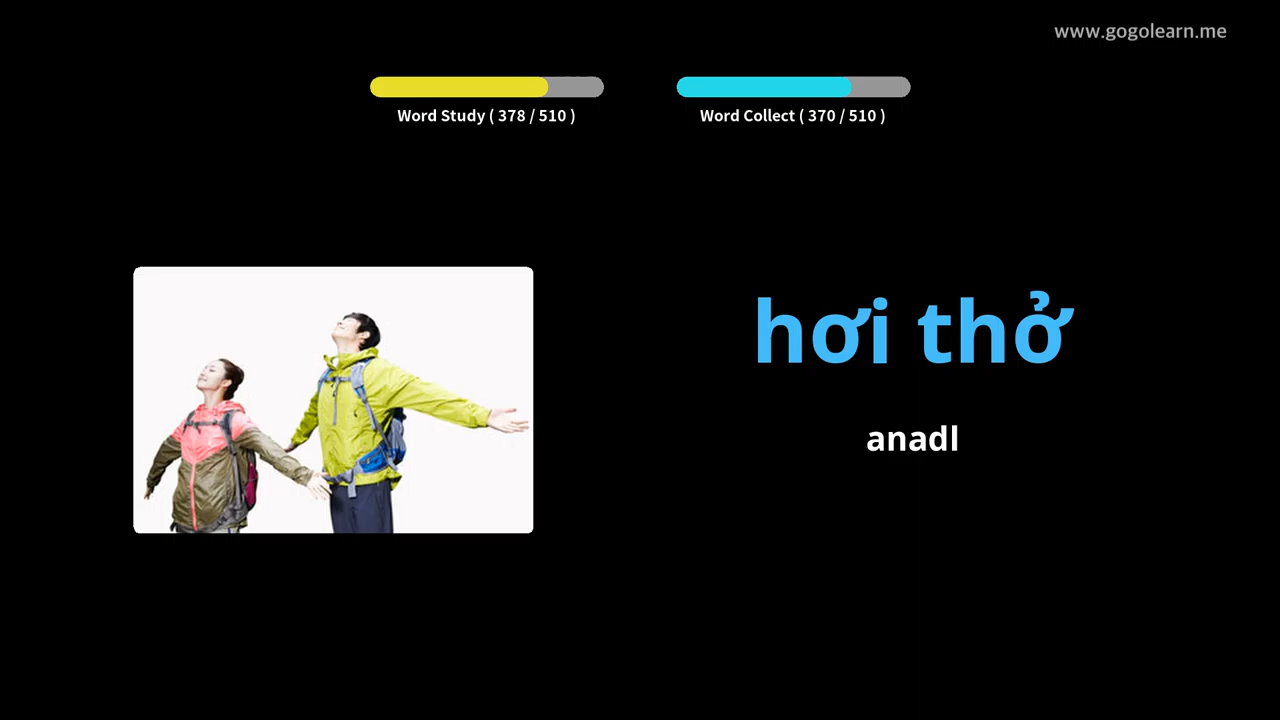 www.gogolearn.me
Word Study ( 378 / 510 )
Word Collect ( 370 / 510 )
hơi thở
anadl